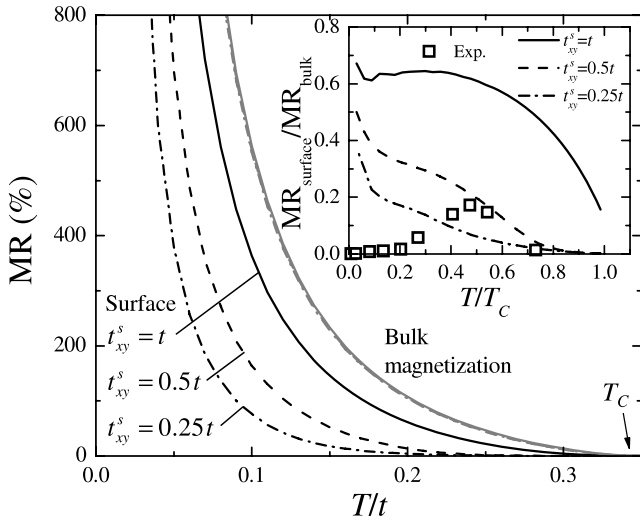 800
600
400
200
0
MR (%)
0.0
0.1
0.2
0.3
T/t
Surface
t^s_xy = t
t^s_xy = 0.5t
t^s_xy = 0.25t
Bulk
magnetization
T_C
0.8
0.6
0.4
0.2
0.0
MR_surface/MR_bulk
0.0
0.2
0.4
0.6
0.8
1.0
T/T_C
Exp.
t^s_xy=t
t^s_xy=0.5t
t^s_xy=0.25t